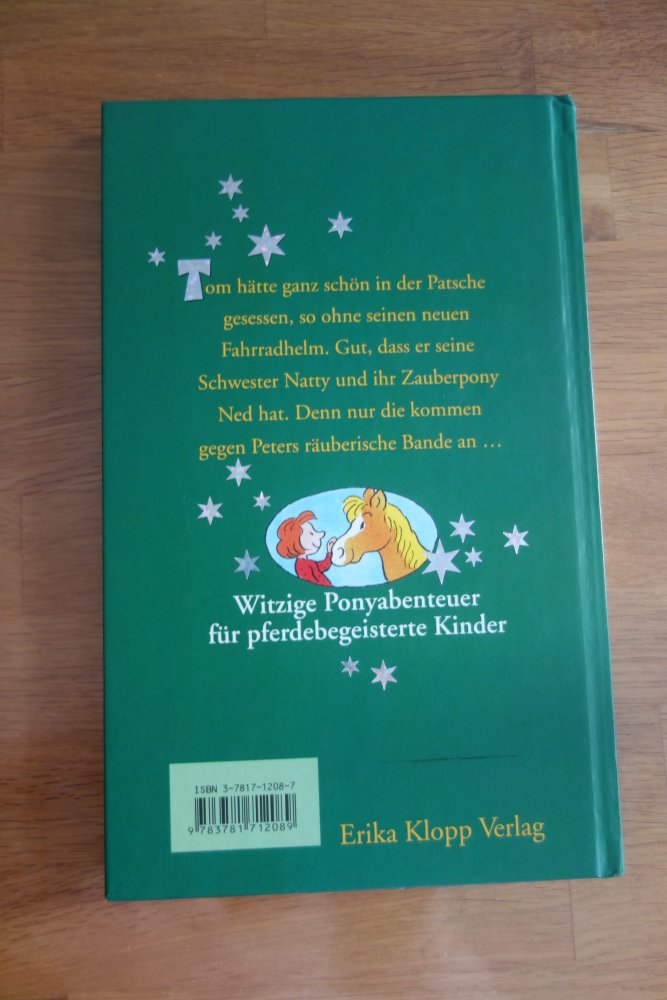 Tom hätte ganz schön in der Patsche
gesessen, so ohne seinen neuen
Fahrradhelm. Gut, dass er seine
Schwester Natty und ihr Zauberpony
Ned hat. Denn nur die kommen
gegen Peters räuberische Bande an ...
Witzige Ponyabenteuer
für pferdebegeisterte Kinder
ISBN 3-7817-1208-7
9 783781 712089
Erika Klopp Verlag